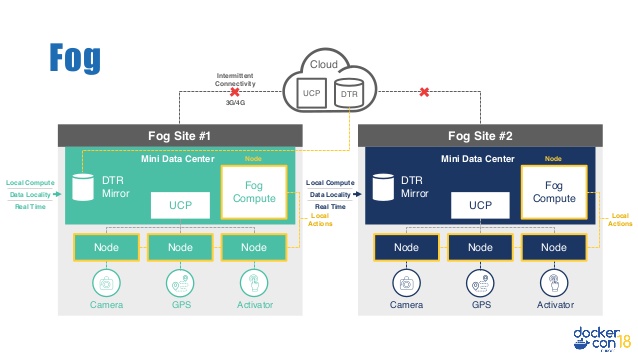 Fog
Cloud
UCP
DTR
Intermittent
Connectivity
3G/4G
Fog Site #1
Mini Data Center
Node
DTR
Mirror
UCP
Fog
Compute
Local Compute
Data Locality
Real Time
Local
Actions
Node
Node
Node
Camera
GPS
Activator
Fog Site #2
Mini Data Center
Node
DTR
Mirror
UCP
Fog
Compute
Local Compute
Data Locality
Real Time
Local
Actions
Node
Node
Node
Camera
GPS
Activator
docker
con 18